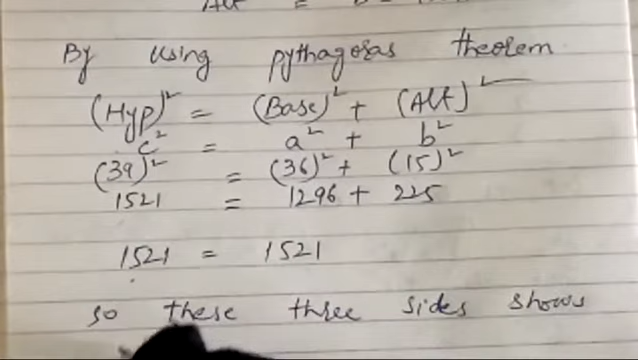 By using pythagoras theorem
(Hyp)² = (Base)² + (Alt)²
c² = a² + b²
(39)² = (36)² + (15)²
1521 = 1296 + 225
1521 = 1521
so these three sides shows